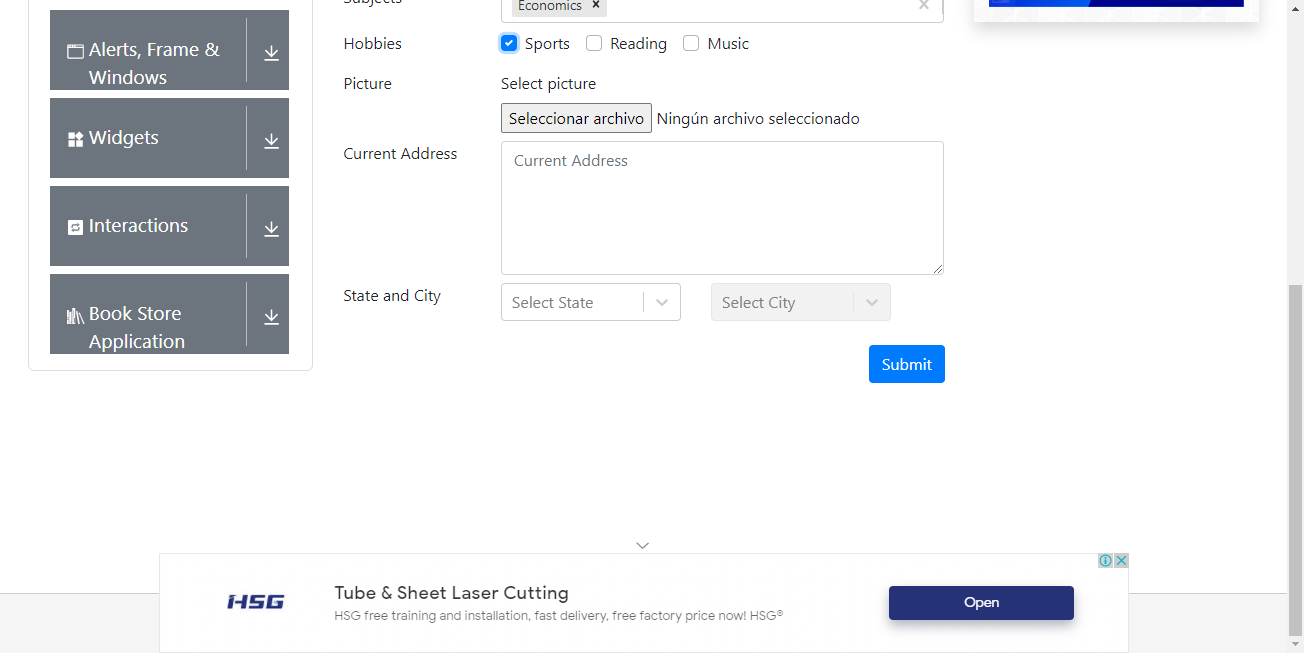 Alerts, Frame &
Windows
Widgets
Interactions
Book Store
Application
Subjects
Economics ×
Hobbies
Sports
Reading
Music
Picture
Select picture
Seleccionar archivo Ningún archivo seleccionado
Current Address
Current Address
State and City
Select State
Select City
Submit
HSG
Tube & Sheet Laser Cutting
HSG free training and installation, fast delivery, free factory price now! HSG®
Open